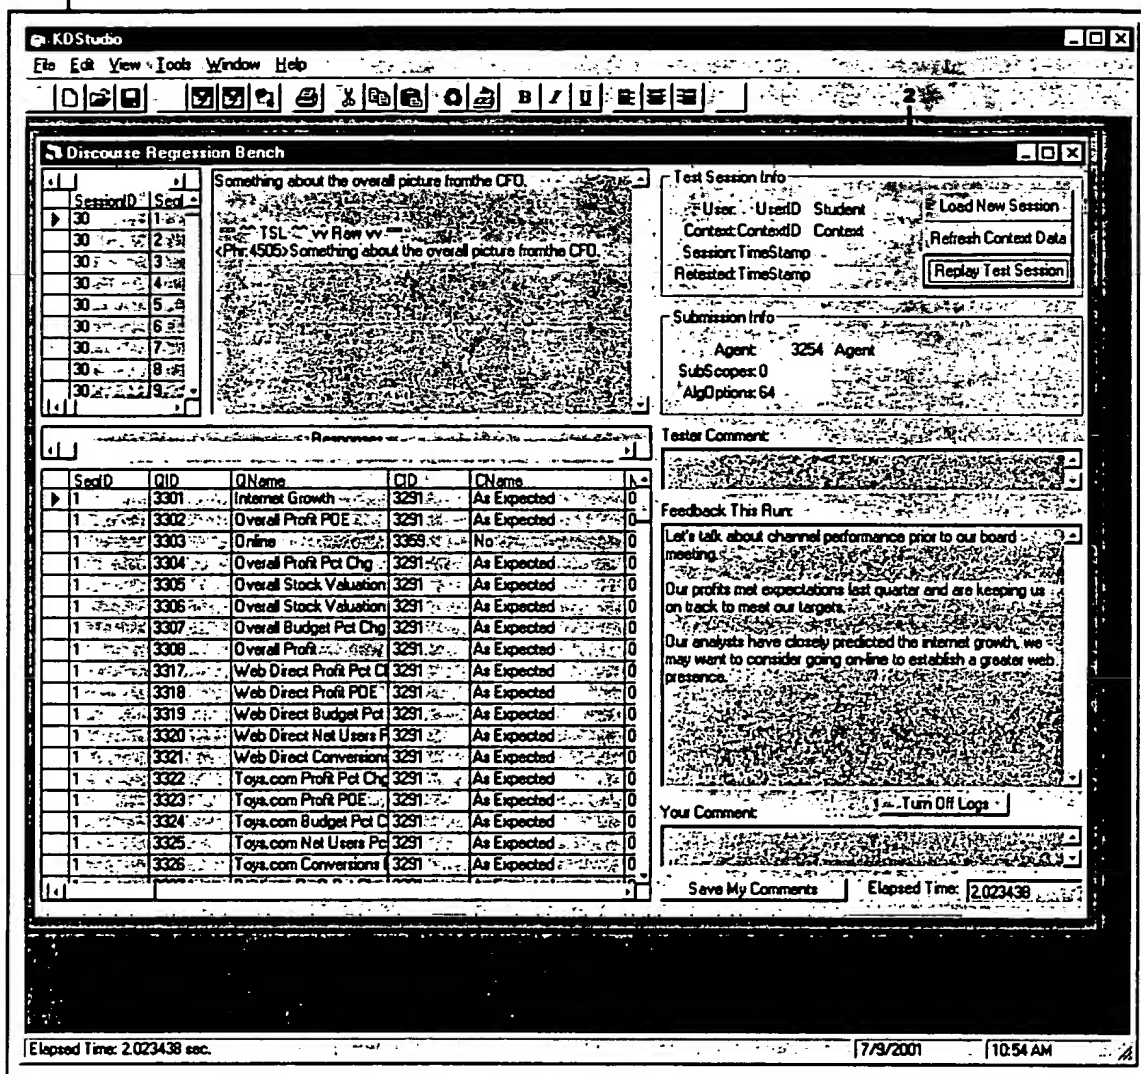 KDStudio
File Edit View Tools Window Help
B I U
2
Discourse Regression Bench
SessionID SeqI
30 1
30 2
30 3
30 4
30 5
30 6
30 7
30 8
30 9
Something about the overall picture fromthe CFO.
^^ TSL ^^ vv Raw vv
<Phr:4505>Something about the overall picture fromthe CFO.
Test Session Info
User: UserID Student
Context: ContextID Context
Session: TimeStamp
Retested: TimeStamp
Load New Session
Refresh Context Data
Replay Test Session
Submission Info
Agent: 3254 Agent
SubScopes: 0
AlgOptions: 64
Responses
SeqID QID QName CID CName
1 3301 Internet Growth 3291 As Expected 0
1 3302 Overall Profit POE 3291 As Expected 0
1 3303 Online 3359 No 0
1 3304 Overall Profit Pct Chg 3291 As Expected 0
1 3305 Overall Stock Valuation 3291 As Expected 0
1 3306 Overall Stock Valuation 3291 As Expected 0
1 3307 Overall Budget Pct Chg 3291 As Expected 0
1 3308 Overall Profit 3291 As Expected 0
1 3317 Web Direct Profit Pct C 3291 As Expected 0
1 3318 Web Direct Profit POE 3291 As Expected 0
1 3319 Web Direct Budget Pct 3291 As Expected 0
1 3320 Web Direct Net Users P 3291 As Expected 0
1 3321 Web Direct Conversions 3291 As Expected 0
1 3322 Toys.com Profit Pct Chg 3291 As Expected 0
1 3323 Toys.com Profit POE 3291 As Expected 0
1 3324 Toys.com Budget Pct C 3291 As Expected 0
1 3325 Toys.com Net Users Pc 3291 As Expected 0
1 3326 Toys.com Conversions 3291 As Expected 0
Tester Comment:
Feedback This Run:
Let's talk about channel performance prior to our board
meeting.
Our profits met expectations last quarter and are keeping us
on track to meet our targets.
Our analysts have closely predicted the internet growth, we
may want to consider going on-line to establish a greater web
presence.
Turn Off Logs
Your Comment:
Save My Comments
Elapsed Time: 2.023438
Elapsed Time: 2.023438 sec.
7/9/2001
10:54 AM